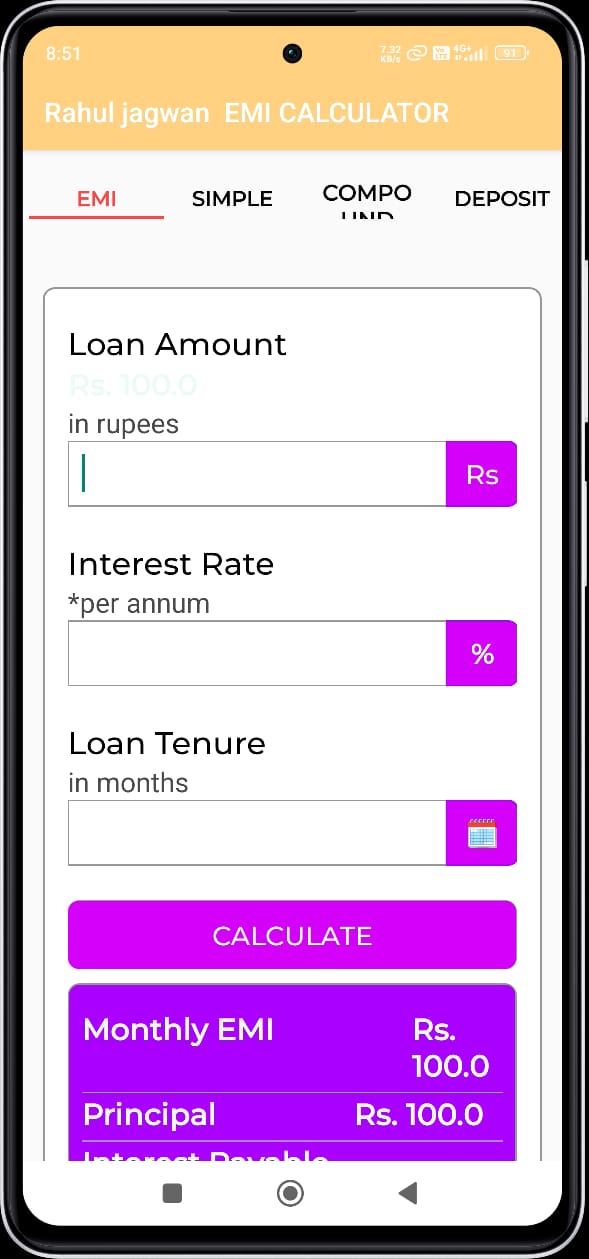 8:51
7.32
KB/s
Vo
LTE
4G+
91
Rahul jagwan  EMI CALCULATOR
EMI
SIMPLE
COMPO
UND
DEPOSIT
Loan Amount
Rs. 100.0
in rupees
Rs
Interest Rate
*per annum
%
Loan Tenure
in months
CALCULATE
Monthly EMI
Rs.
100.0
Principal
Rs. 100.0
Interest Payable